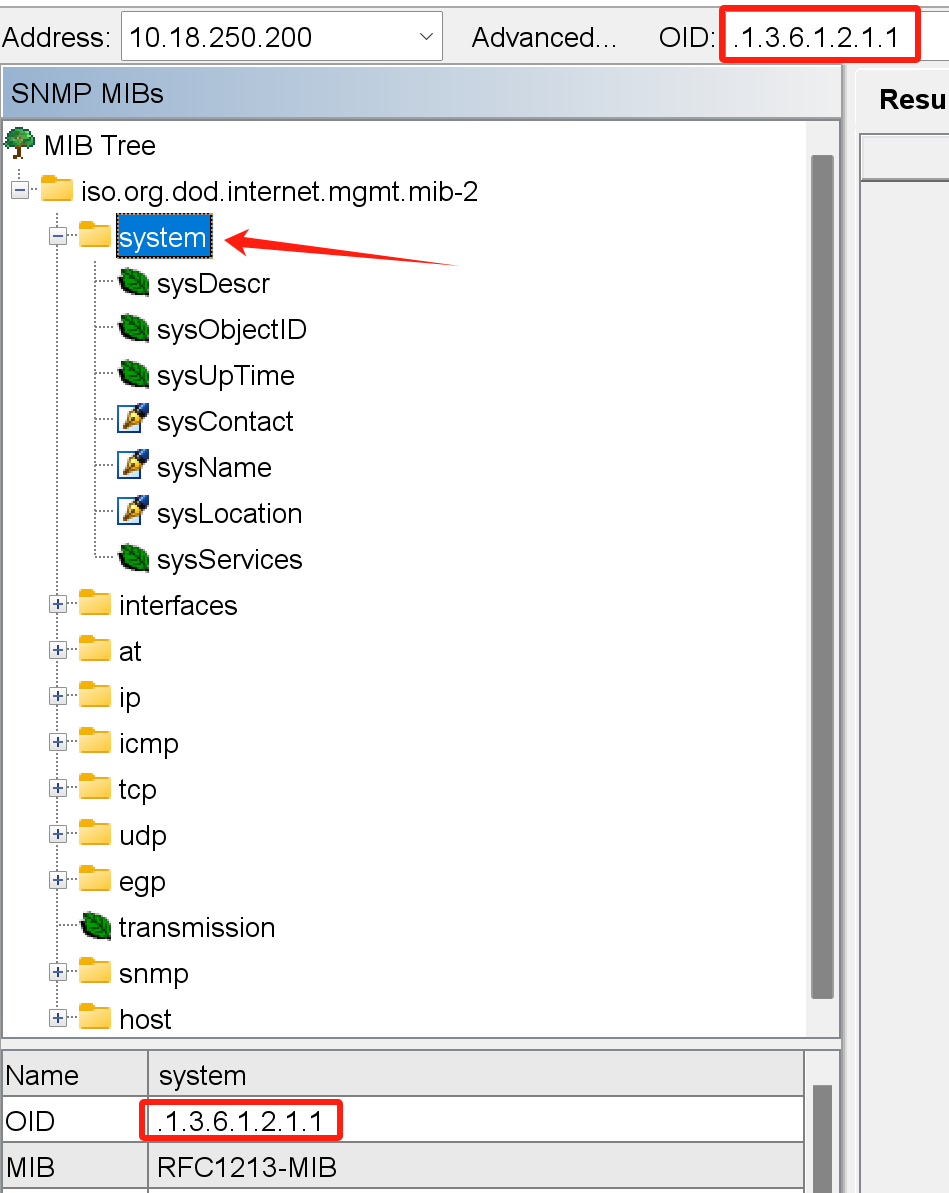 Address: 10.18.250.200 Advanced... OID: .1.3.6.1.2.1.1
SNMP MIBs
Resu
MIB Tree
iso.org.dod.internet.mgmt.mib-2
system
sysDescr
sysObjectID
sysUpTime
sysContact
sysName
sysLocation
sysServices
interfaces
at
ip
icmp
tcp
udp
egp
transmission
snmp
host
Name system
OID .1.3.6.1.2.1.1
MIB RFC1213-MIB